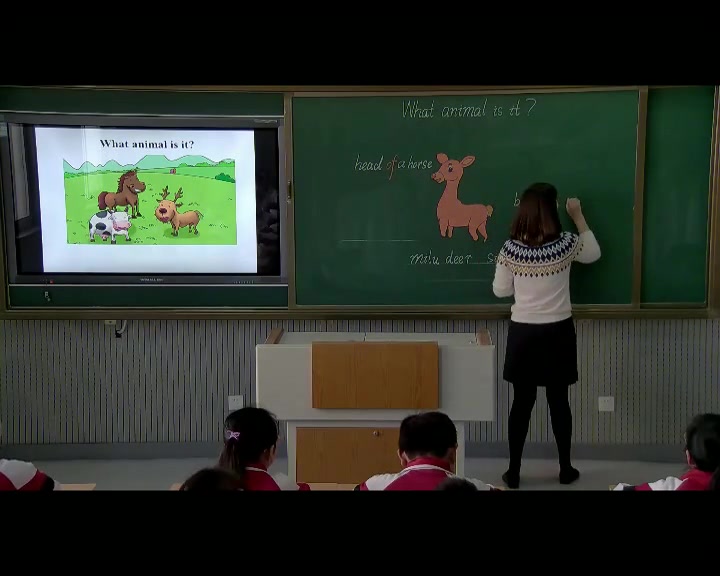 What animal is it?
What animal is it?
head of a horse
milu deer